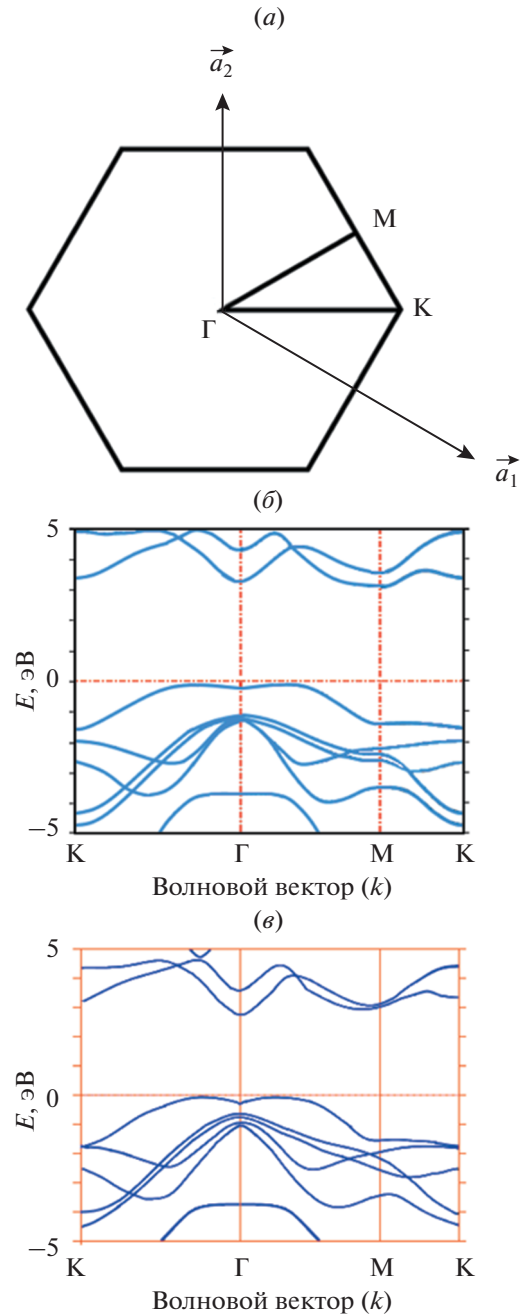 (а)
a₂
M
Γ
K
a₁
(б)
5
E, эВ
0
−5
K Γ M K
Волновой вектор (k)
(в)
5
E, эВ
0
−5
K Γ M K
Волновой вектор (k)